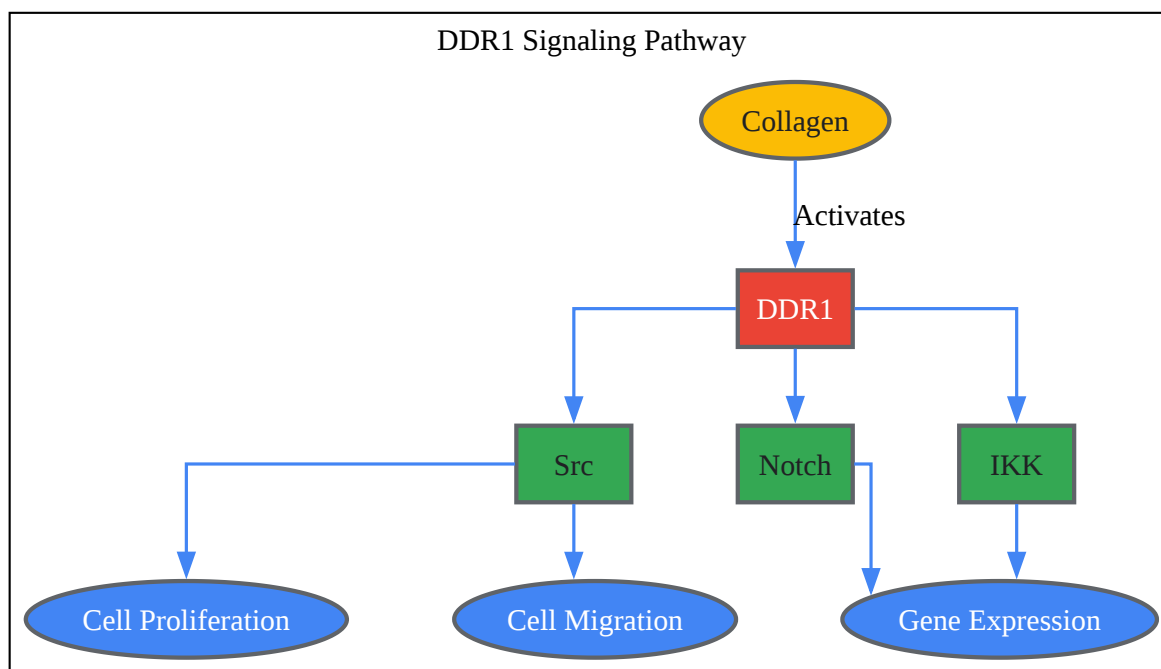 DDR1 Signaling Pathway
Collagen
Activates
DDR1
Src
Notch
IKK
Cell Proliferation
Cell Migration
Gene Expression